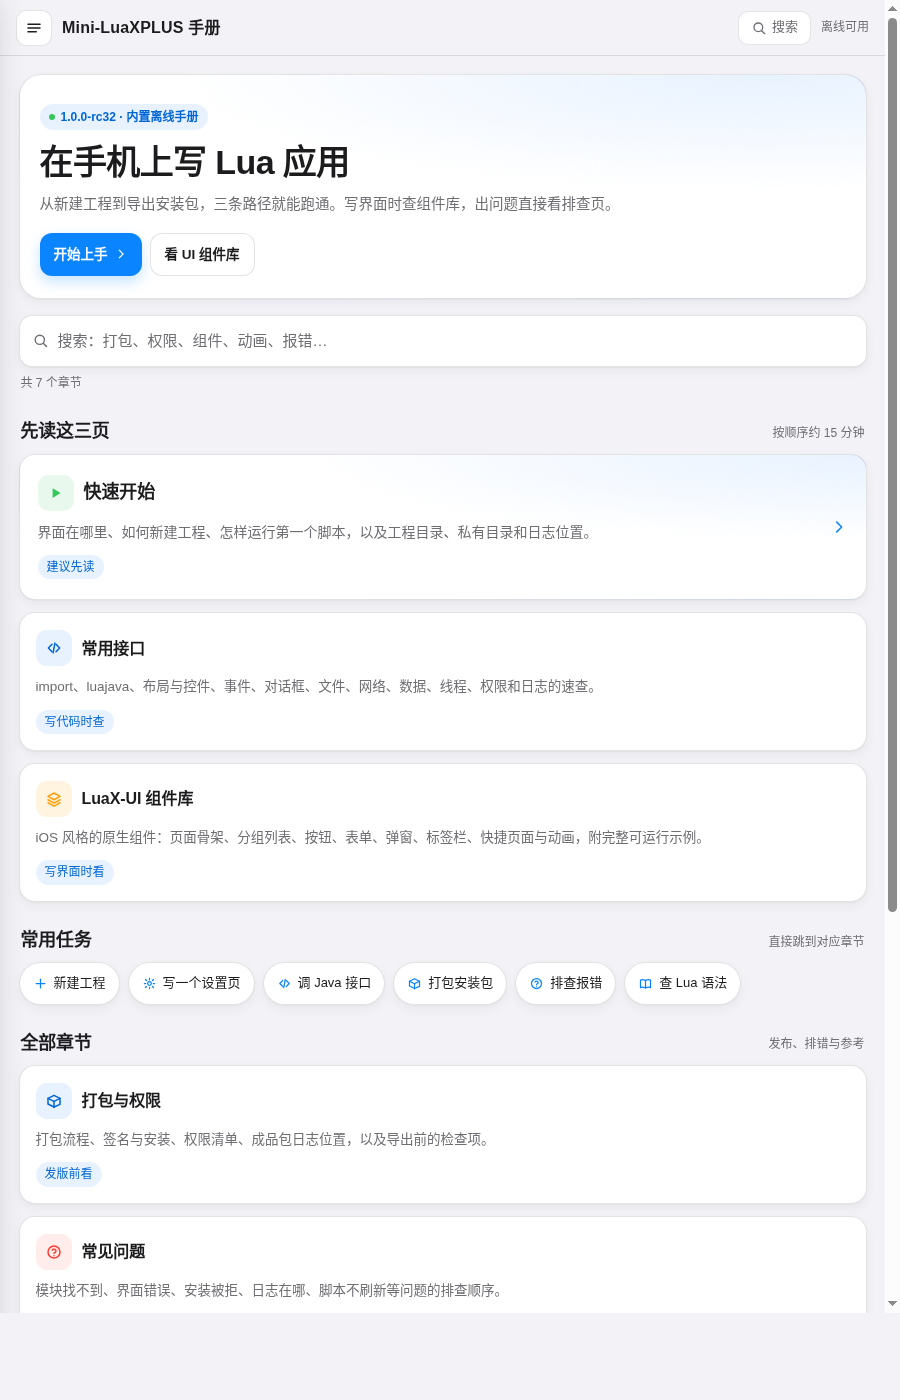 Mini-LuaXPLUS 手册
搜索
离线可用
1.0.0-rc32 · 内置离线手册
在手机上写 Lua 应用
从新建工程到导出安装包，三条路径就能跑通。写界面时查组件库，出问题直接看排查页。
开始上手
看 UI 组件库
搜索：打包、权限、组件、动画、报错…
共 7 个章节
先读这三页
按顺序约 15 分钟
快速开始
界面在哪里、如何新建工程、怎样运行第一个脚本，以及工程目录、私有目录和日志位置。
建议先读
常用接口
import、luajava、布局与控件、事件、对话框、文件、网络、数据、线程、权限和日志的速查。
写代码时查
LuaX-UI 组件库
iOS 风格的原生组件：页面骨架、分组列表、按钮、表单、弹窗、标签栏、快捷页面与动画，附完整可运行示例。
写界面时看
常用任务
直接跳到对应章节
新建工程
写一个设置页
调 Java 接口
打包安装包
排查报错
查 Lua 语法
全部章节
发布、排错与参考
打包与权限
打包流程、签名与安装、权限清单、成品包日志位置，以及导出前的检查项。
发版前看
常见问题
模块找不到、界面错误、安装被拒、日志在哪、脚本不刷新等问题的排查顺序。